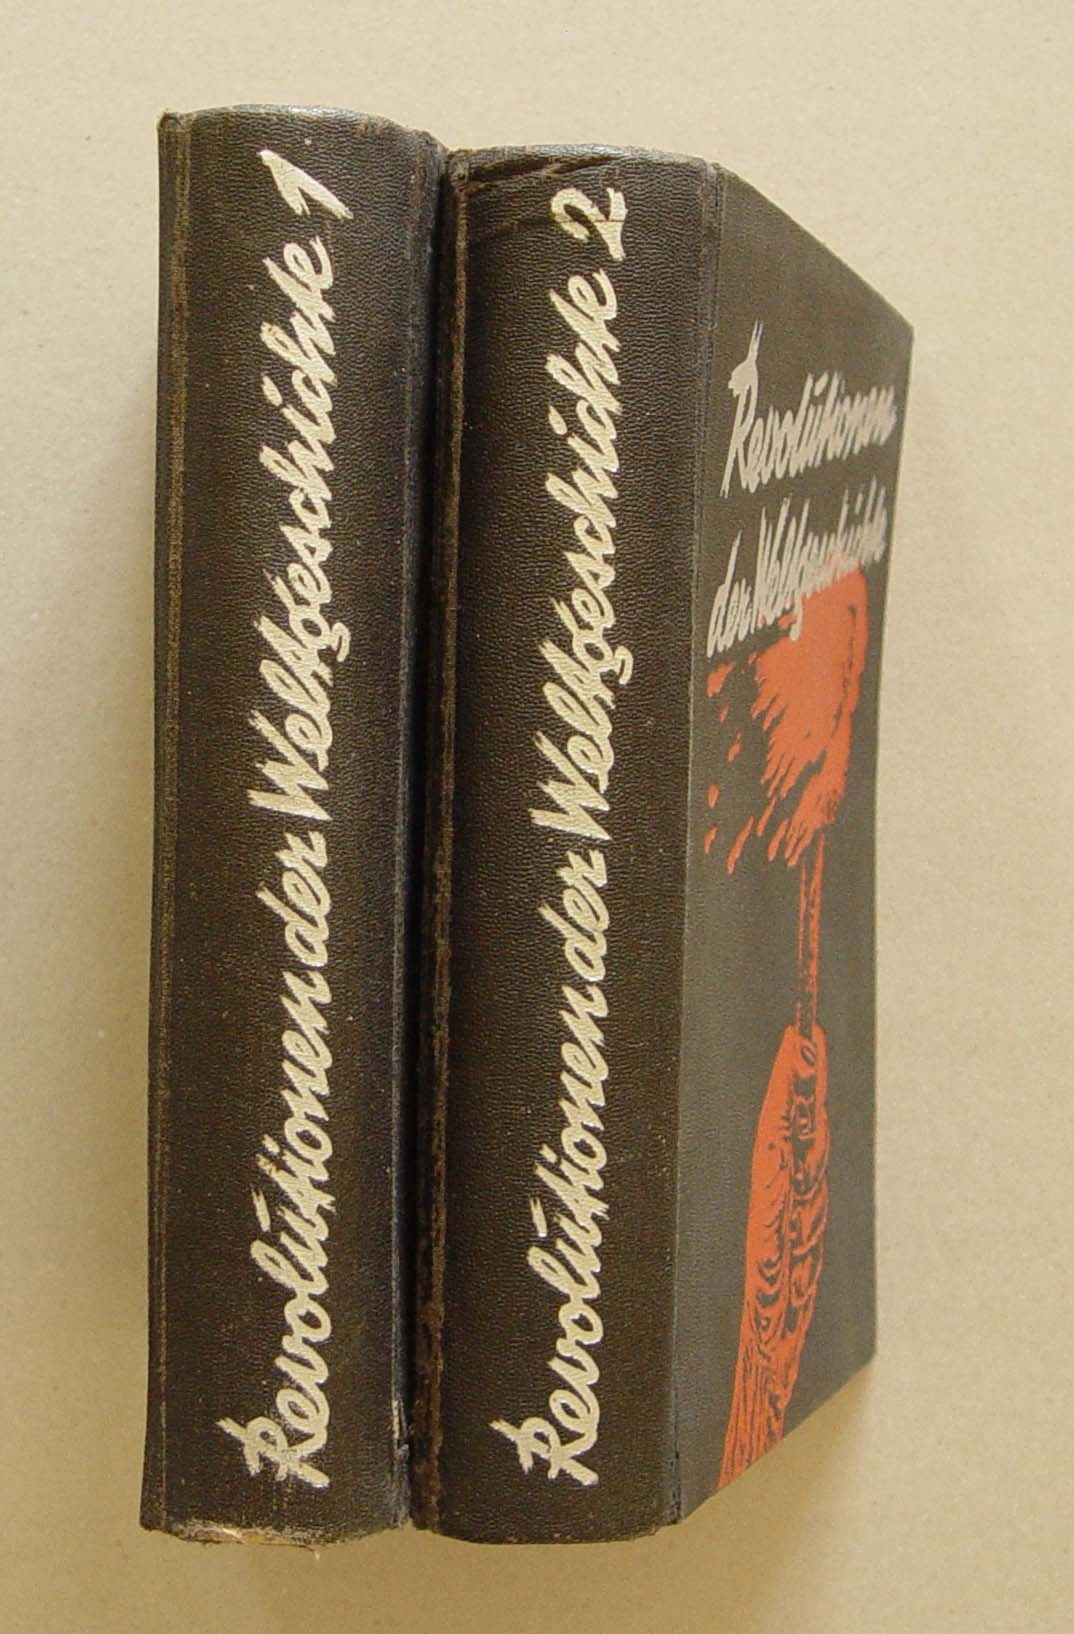 Revolutionen der Weltgeschichte 1
Revolutionen der Weltgeschichte 2
Revolutionen
der Weltgeschichte